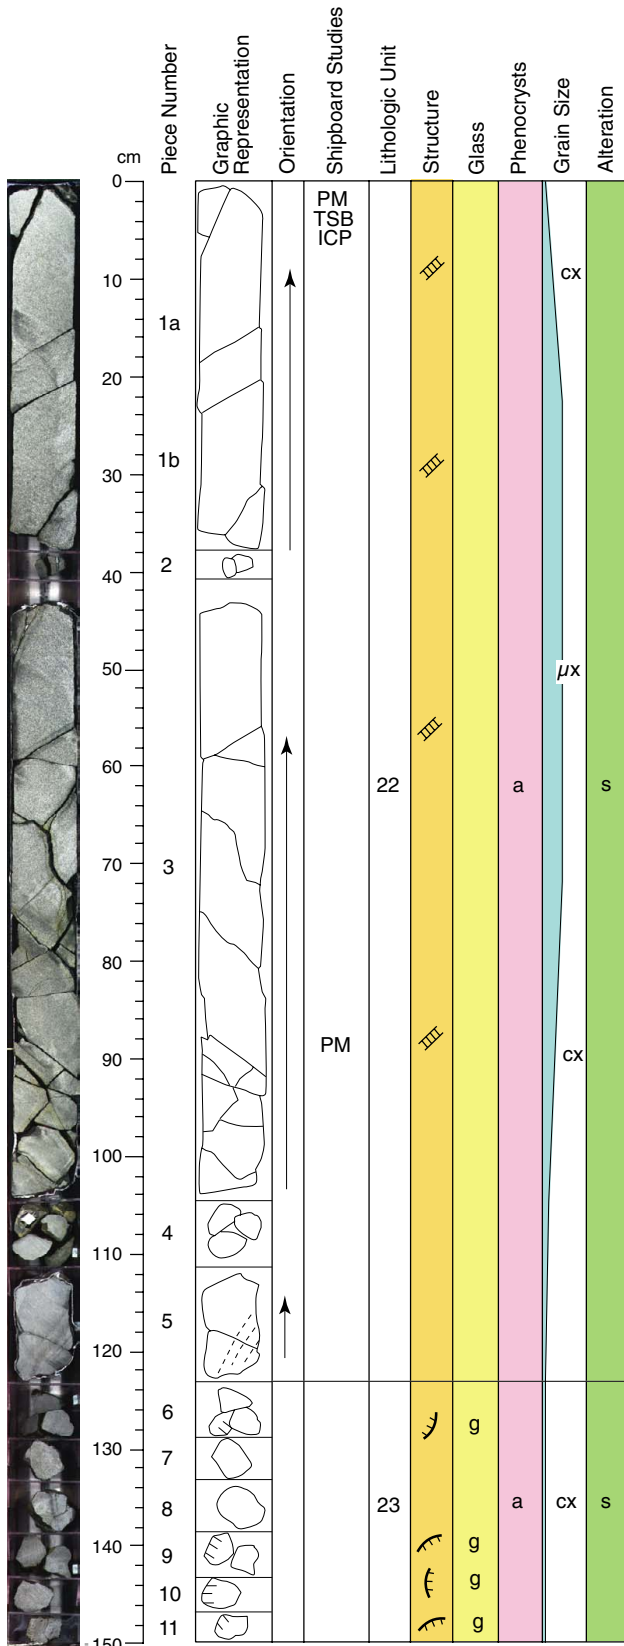 cm
Piece Number
Graphic
Representation
Orientation
Shipboard Studies
Lithologic Unit
Structure
Glass
Phenocrysts
Grain Size
Alteration
0
PM
TSB
ICP
10
cx
1a
20
1b
30
2
40
50
µx
60
22
a
s
70
3
80
90
PM
cx
100
4
110
5
120
6
g
130
7
8
23
a
cx
s
140
9
g
10
g
11
g
150